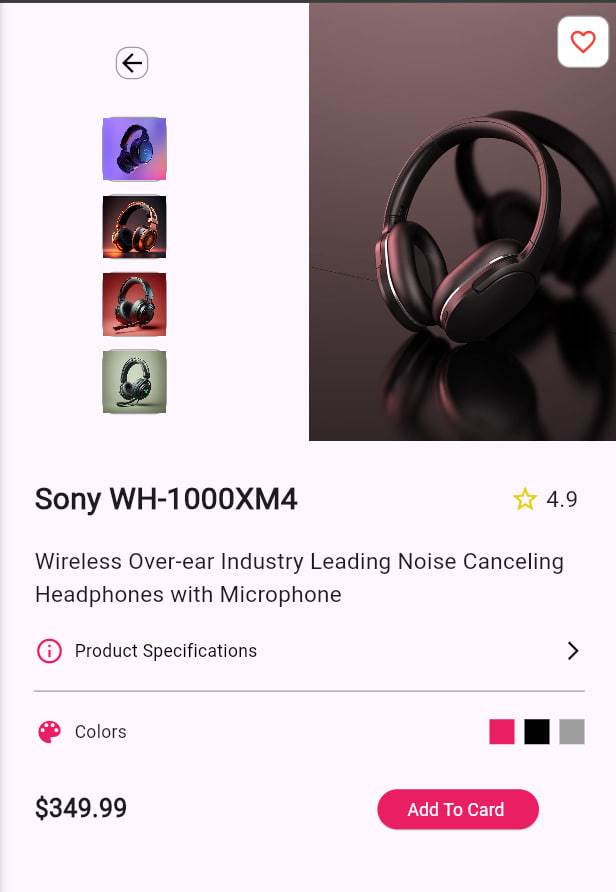 Sony WH-1000XM4
4.9
Wireless Over-ear Industry Leading Noise Canceling
Headphones with Microphone
Product Specifications
Colors
$349.99
Add To Card